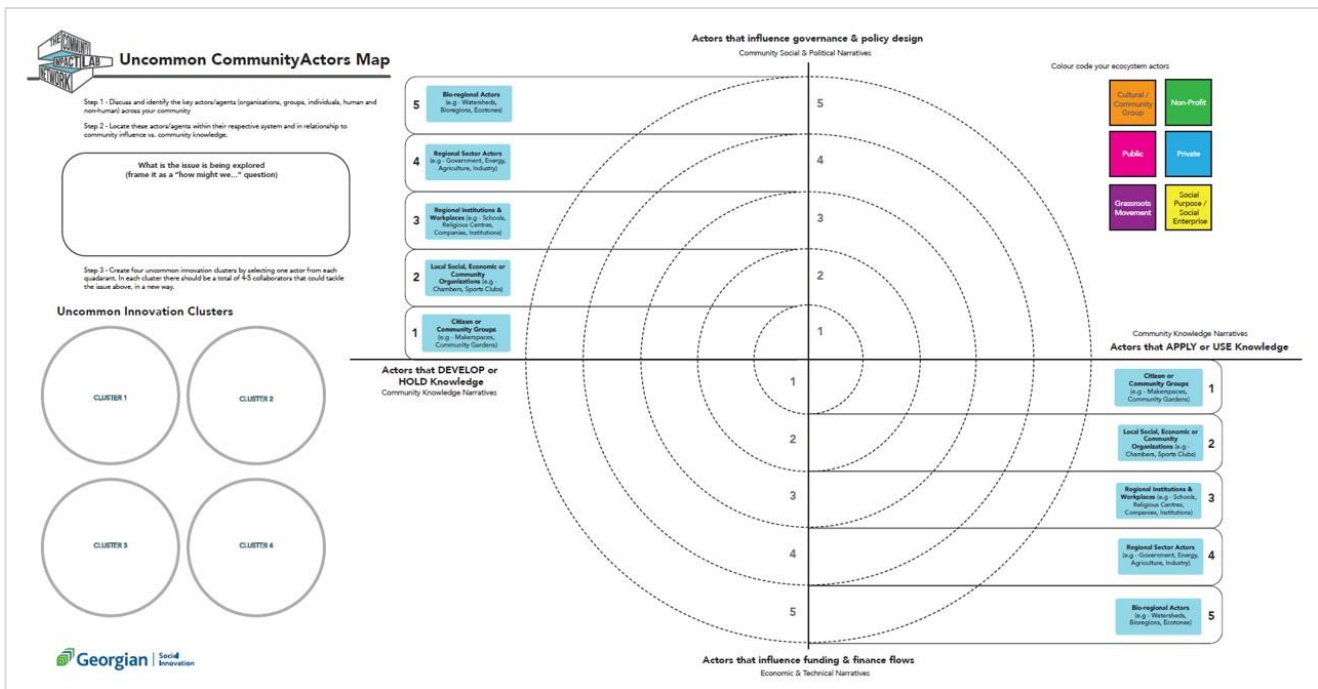 THE COMMUNITY
IMPACT LAB
NETWORK
Uncommon CommunityActors Map
Step 1 - Discuss and identify the key actors/agents (organizations, groups, individuals, human and
non-human) across your community
Step 2 - Locate these actors/agents within their respective system and in relationship to
community influence vs. community knowledge.
What is the issue is being explored
(frame it as a "how might we..." question)
Step 3 - Create four uncommon innovation clusters by selecting one actor from each
quadarant. In each cluster there should be a total of 4-5 collaborators that could tackle
the issue above, in a new way.
Uncommon Innovation Clusters
CLUSTER 1
CLUSTER 2
CLUSTER 3
CLUSTER 4
Georgian
Social
Innovation
Actors that influence governance & policy design
Community Social & Political Narratives
5
Bio-regional Actors
(e.g - Watersheds,
Bioregions, Ecotones)
4
Regional Sector Actors
(e.g - Government, Energy,
Agriculture, Industry)
3
Regional Institutions &
Workplaces (e.g - Schools,
Religious Centres,
Companies, Institutions)
2
Local Social, Economic or
Community
Organizations (e.g -
Chambers, Sports Clubs)
1
Citizen or
Community Groups
(e.g - Makerspaces,
Community Gardens)
Actors that DEVELOP or
HOLD Knowledge
Community Knowledge Narratives
5
4
3
2
1
1
2
3
4
5
Actors that influence funding & finance flows
Economic & Technical Narratives
Colour code your ecosystem actors
Cultural /
Community
Group
Non-Profit
Public
Private
Grassroots
Movement
Social
Purpose /
Social
Enterprise
Community Knowledge Narratives
Actors that APPLY or USE Knowledge
Citizen or
Community Groups
(e.g - Makerspaces,
Community Gardens)
1
Local Social, Economic or
Community
Organizations (e.g -
Chambers, Sports Clubs)
2
Regional Institutions &
Workplaces (e.g - Schools,
Religious Centres,
Companies, Institutions)
3
Regional Sector Actors
(e.g - Government, Energy,
Agriculture, Industry)
4
Bio-regional Actors
(e.g - Watersheds,
Bioregions, Ecotones)
5